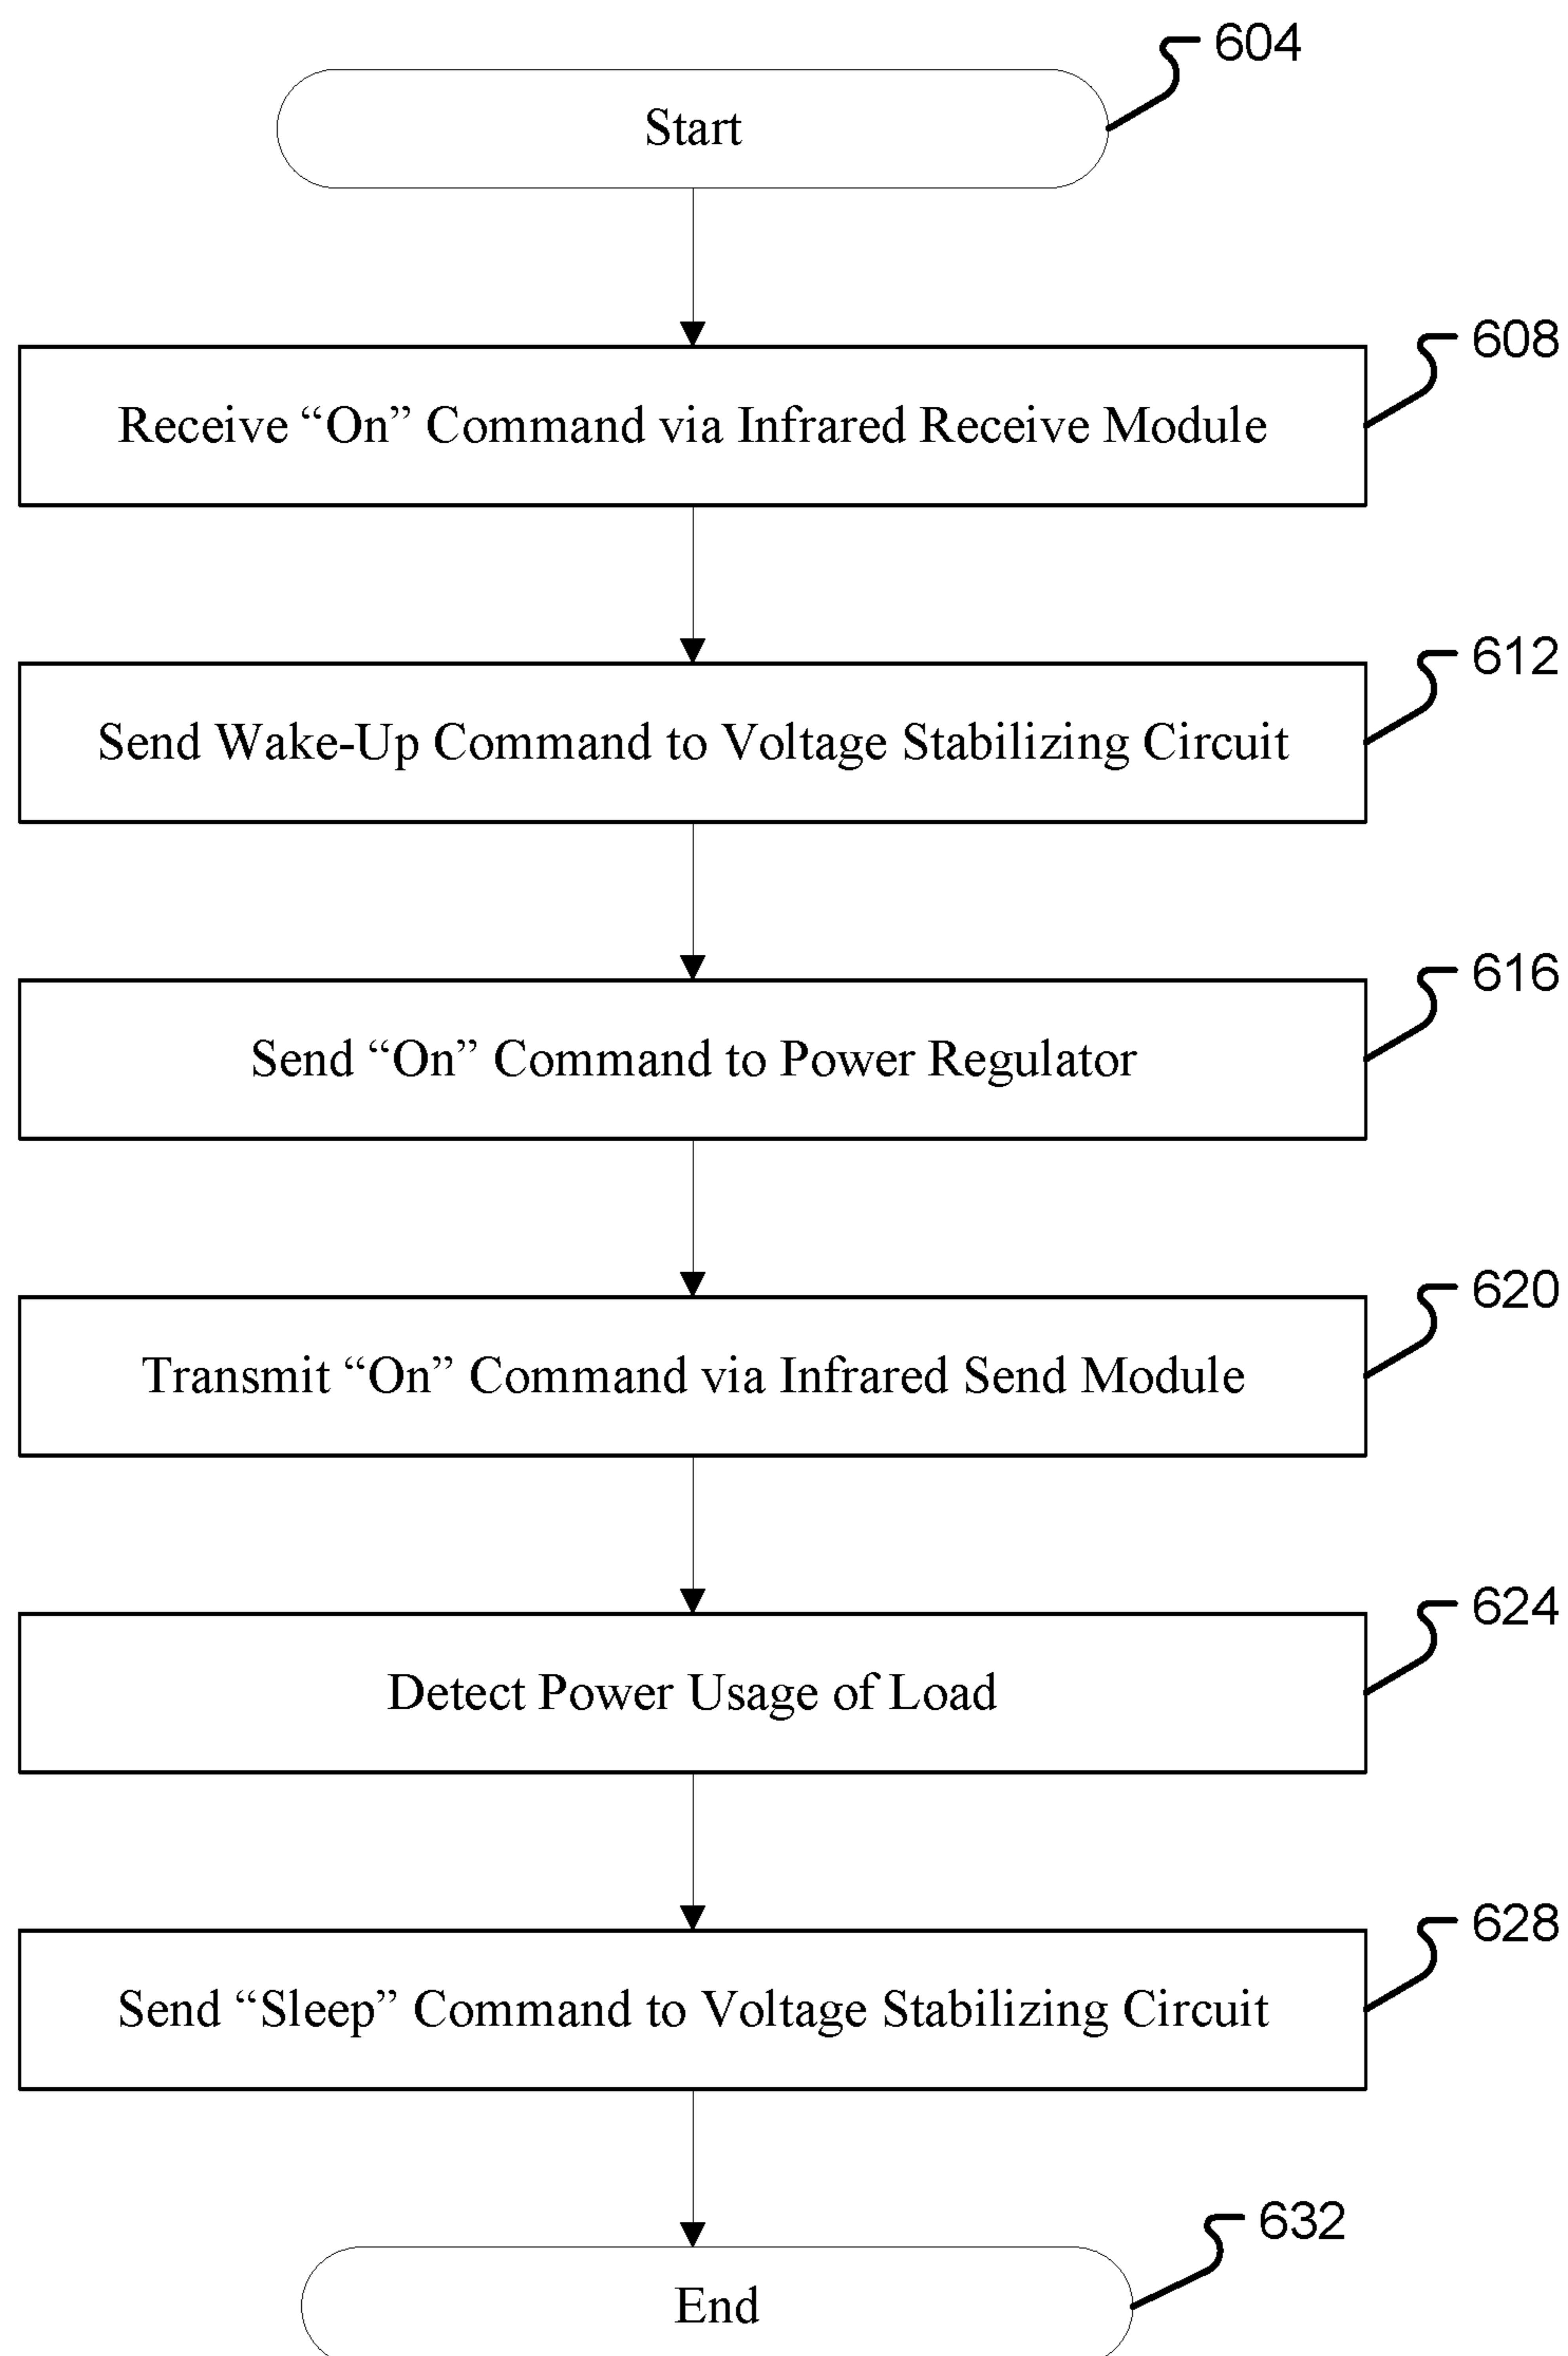 604
Start
608
Receive “On” Command via Infrared Receive Module
612
Send Wake-Up Command to Voltage Stabilizing Circuit
616
Send “On” Command to Power Regulator
620
Transmit “On” Command via Infrared Send Module
624
Detect Power Usage of Load
628
Send “Sleep” Command to Voltage Stabilizing Circuit
632
End